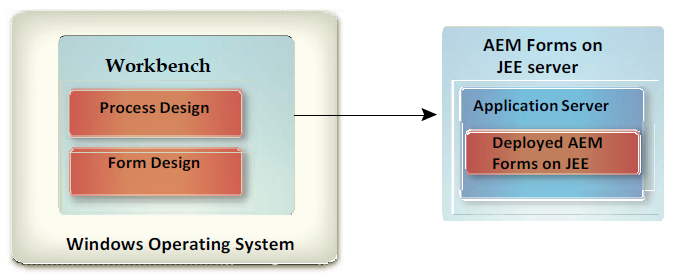 Workbench
Process Design
Form Design
Windows Operating System
AEM Forms on
JEE server
Application Server
Deployed AEM
Forms on JEE